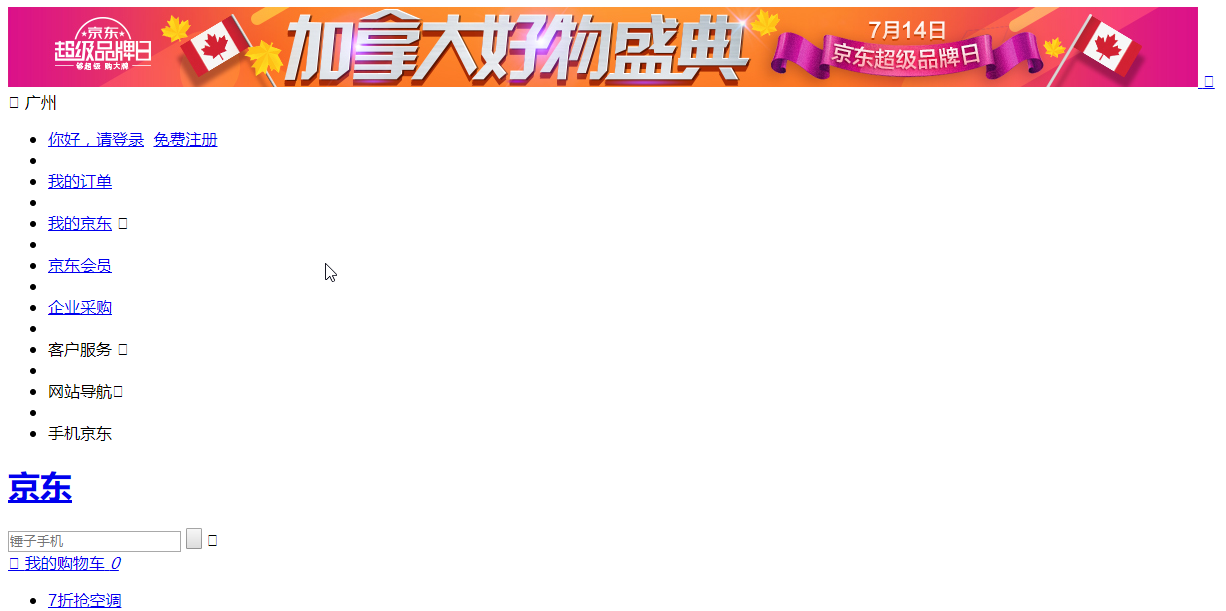 京东
超级品牌日
够超级 购大牌
加拿大好物盛典
7月14日
京东超级品牌日
广州
你好，请登录 免费注册
我的订单
我的京东
京东会员
企业采购
客户服务
网站导航
手机京东
京东
锤子手机
我的购物车 0
7折抢空调